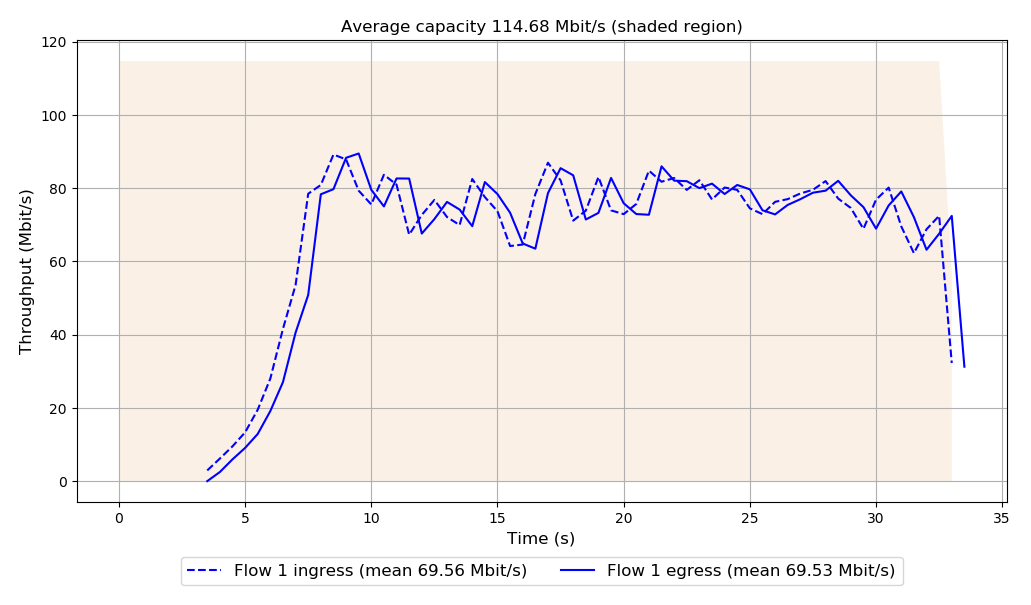 Average capacity 114.68 Mbit/s (shaded region)
Throughput (Mbit/s)
120
100
80
60
40
20
0
0 5 10 15 20 25 30 35
Time (s)
Flow 1 ingress (mean 69.56 Mbit/s) Flow 1 egress (mean 69.53 Mbit/s)